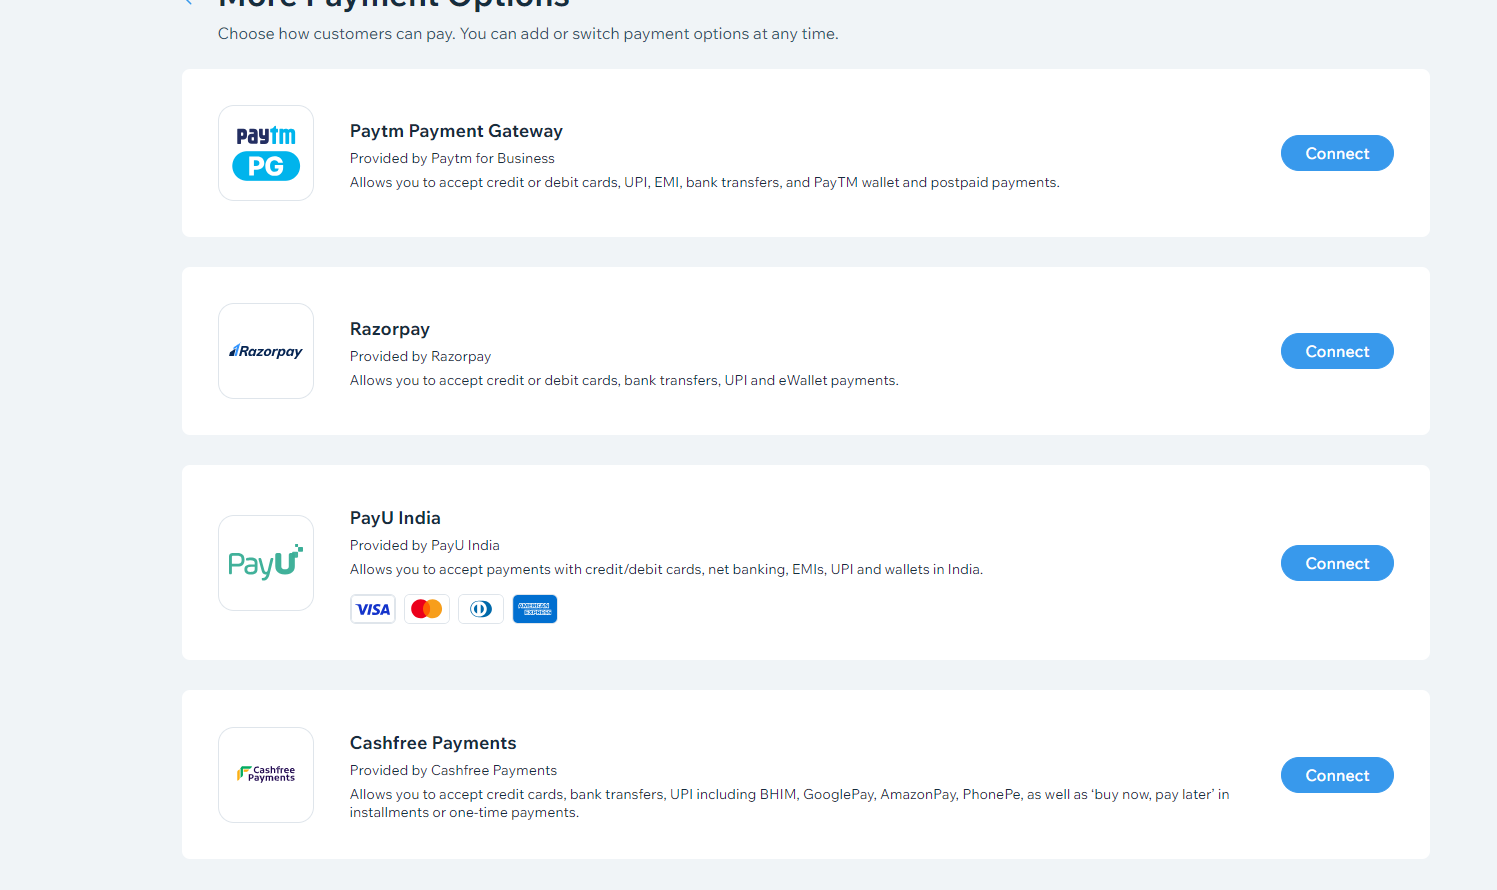 More Payment Options
Choose how customers can pay. You can add or switch payment options at any time.
paytm
PG
Paytm Payment Gateway
Provided by Paytm for Business
Allows you to accept credit or debit cards, UPI, EMI, bank transfers, and PayTM wallet and postpaid payments.
Connect
Razorpay
Razorpay
Provided by Razorpay
Allows you to accept credit or debit cards, bank transfers, UPI and eWallet payments.
Connect
PayU
PayU India
Provided by PayU India
Allows you to accept payments with credit/debit cards, net banking, EMIs, UPI and wallets in India.
VISA
AMERICAN
EXPRESS
Connect
Cashfree
Payments
Cashfree Payments
Provided by Cashfree Payments
Allows you to accept credit cards, bank transfers, UPI including BHIM, GooglePay, AmazonPay, PhonePe, as well as ‘buy now, pay later’ in
installments or one-time payments.
Connect